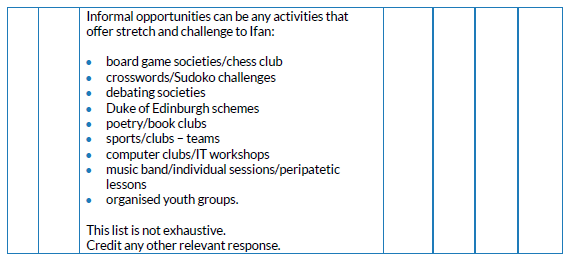 Informal opportunities can be any activities that
offer stretch and challenge to Ifan:
• board game societies/chess club
• crosswords/Sudoko challenges
• debating societies
• Duke of Edinburgh schemes
• poetry/book clubs
• sports/clubs – teams
• computer clubs/IT workshops
• music band/individual sessions/peripatetic
lessons
• organised youth groups.
This list is not exhaustive.
Credit any other relevant response.